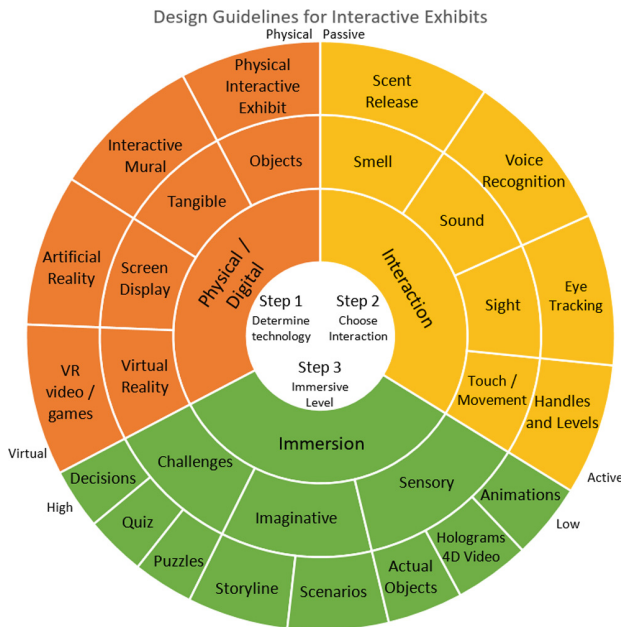 Design Guidelines for Interactive Exhibits
Physical
Passive
Physical
Interactive
Exhibit
Scent
Release
Interactive
Mural
Objects
Smell
Voice
Recognition
Tangible
Sound
Artificial
Reality
Screen
Display
Physical /
Digital
Interaction
Sight
Eye
Tracking
Step 1
Determine
technology
Step 2
Choose
Interaction
Step 3
Immersive
Level
VR
video /
games
Virtual
Reality
Touch /
Movement
Handles
and Levels
Virtual
Active
Immersion
High
Low
Decisions
Challenges
Sensory
Animations
Quiz
Imaginative
Holograms
4D Video
Puzzles
Storyline
Scenarios
Actual
Objects